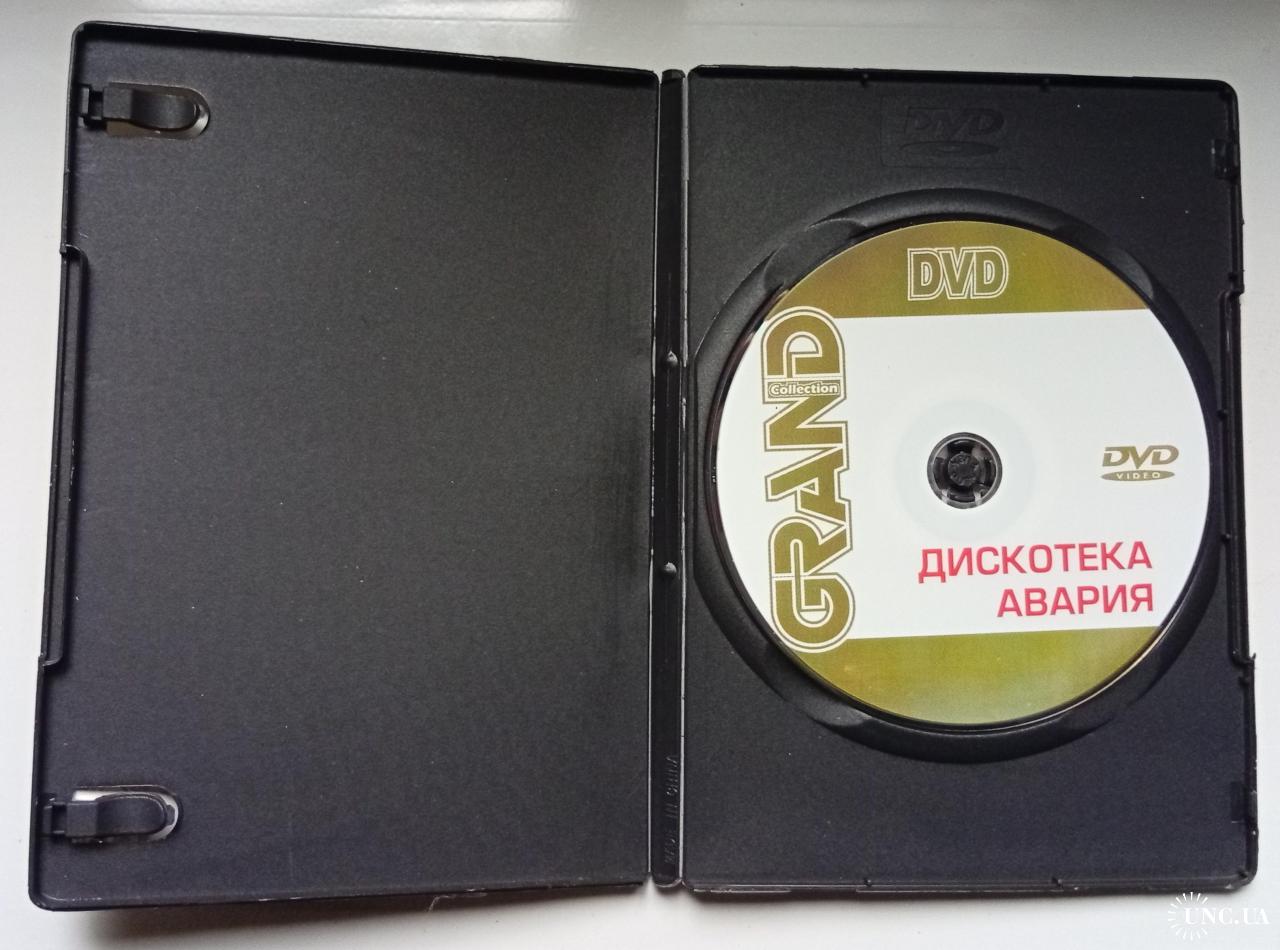 DVD
DVD
GRAND
Collection
DVD
VIDEO
ДИСКОТЕКА
АВАРИЯ
MADE IN CHINA
UNC.UA